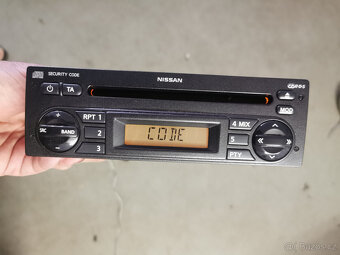 SECURITY CODE
NISSAN
TA
MOD
RPT 1
4 MIX
SRC
BAND
2
CODE
5
3
PTY